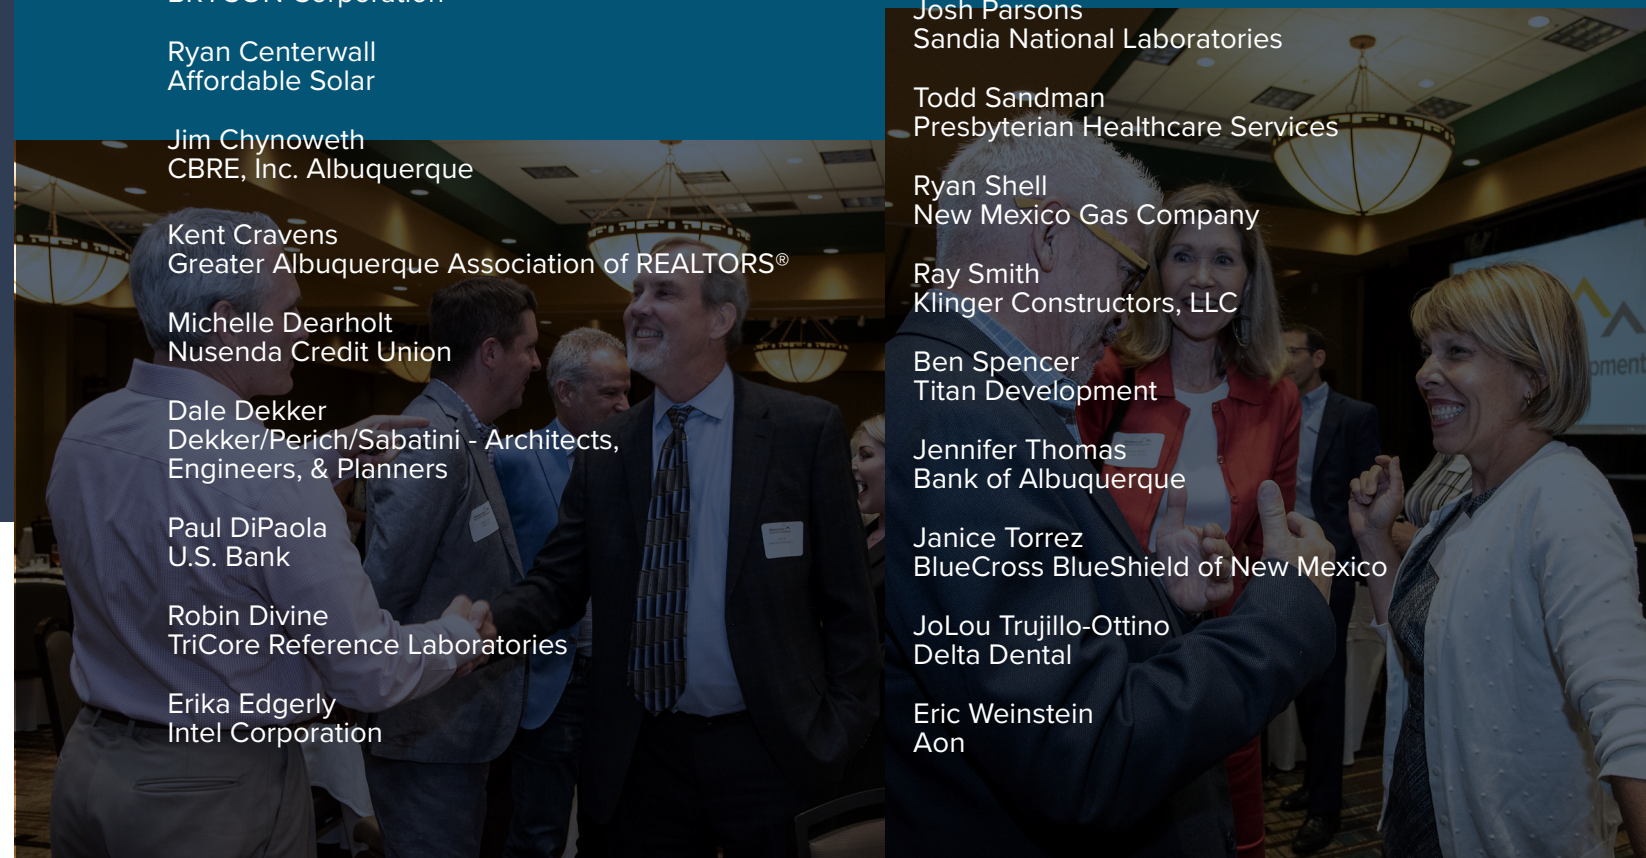 Corporation
Ryan Centerwall
Affordable Solar
Jim Chynoweth
CBRE, Inc. Albuquerque
Kent Cravens
Greater Albuquerque Association of REALTORS®
Michelle Dearholt
Nusenda Credit Union
Dale Dekker
Dekker/Perich/Sabatini - Architects,
Engineers, & Planners
Paul DiPaola
U.S. Bank
Robin Divine
TriCore Reference Laboratories
Erika Edgerly
Intel Corporation
Josh Parsons
Sandia National Laboratories
Todd Sandman
Presbyterian Healthcare Services
Ryan Shell
New Mexico Gas Company
Ray Smith
Klinger Constructors, LLC
Ben Spencer
Titan Development
Jennifer Thomas
Bank of Albuquerque
Janice Torrez
BlueCross BlueShield of New Mexico
JoLou Trujillo-Ottino
Delta Dental
Eric Weinstein
Aon